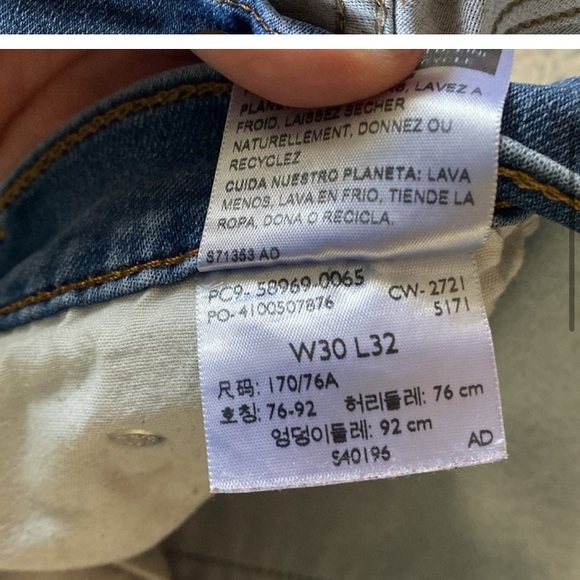 CYCLE
LAVEZ A
FROID, LAISSEZ SECHER
NATURELLEMENT, DONNEZ OU
RECYCLEZ
CUIDA NUESTRO PLANETA: LAVA
MENOS, LAVA EN FRIO, TIENDE LA
ROPA, DONA O RECICLA.
S71353 AD
PC9-58969-0065 CW-2721
PO-4100507876 5171
W30 L32
尺码: 170/76A
호칭: 76-92 허리둘레: 76 cm
엉덩이둘레: 92 cm AD
S40196